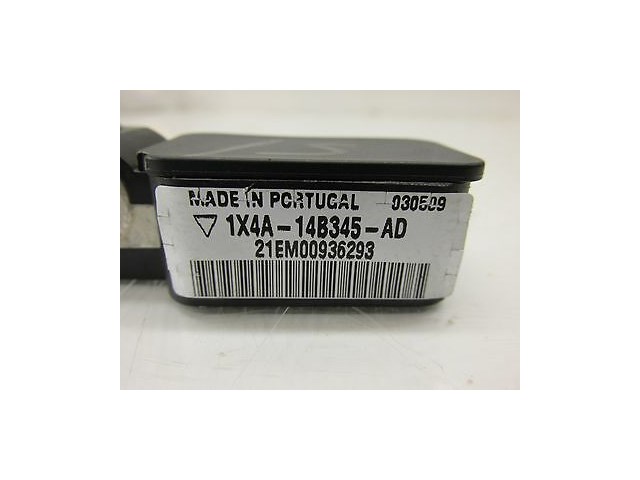 MADE IN PORTUGAL 030509
1X4A-14B345-AD
21EM00936293